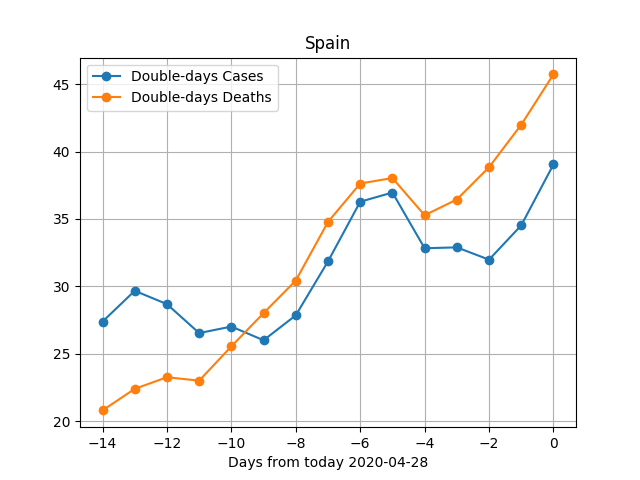 Spain
Double-days Cases
Double-days Deaths
45
40
35
30
25
20
−14 −12 −10 −8 −6 −4 −2 0
Days from today 2020-04-28